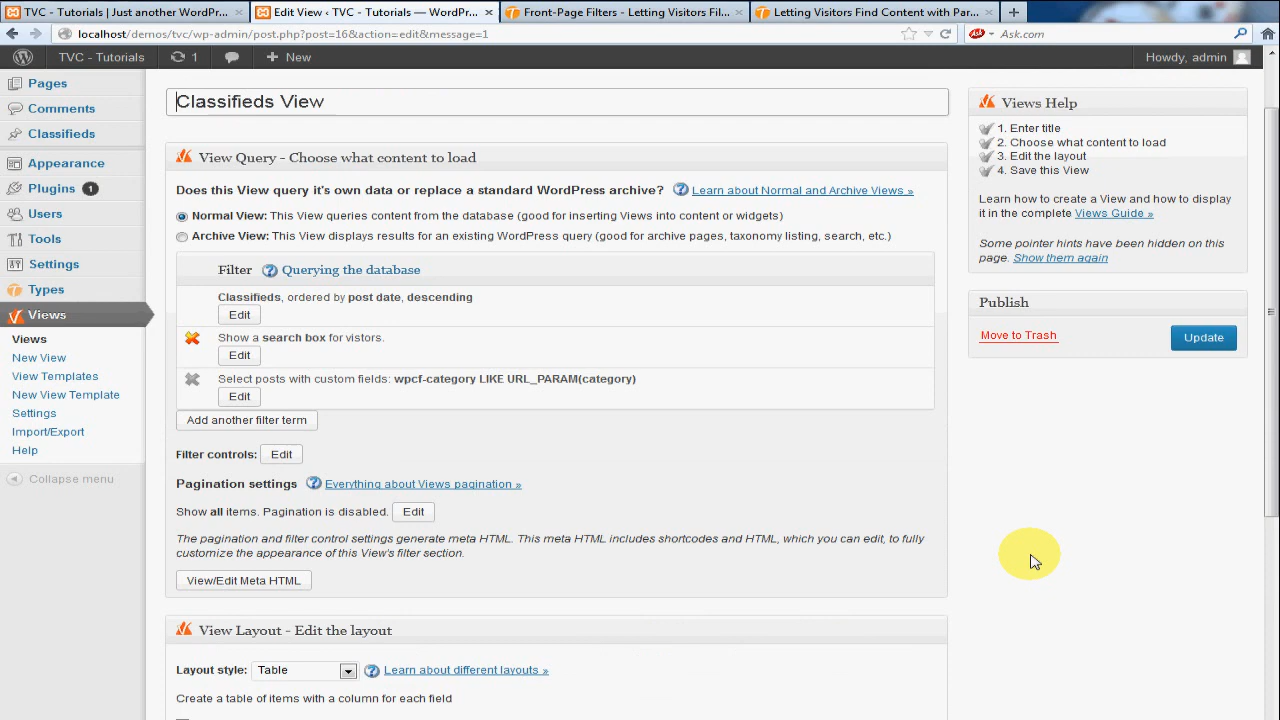 TVC - Tutorials | Just another WordP...
Edit View ‹ TVC - Tutorials — WordPr...
Front-Page Filters - Letting Visitors Fil...
Letting Visitors Find Content with Par...
localhost/demos/tvc/wp-admin/post.php?post=16&action=edit&message=1
Ask.com
TVC - Tutorials
1
New
Howdy, admin
Pages
Comments
Classifieds
Appearance
Plugins 1
Users
Tools
Settings
Types
Views
Views
New View
View Templates
New View Template
Settings
Import/Export
Help
Collapse menu
Classifieds View
View Query - Choose what content to load
Does this View query it's own data or replace a standard WordPress archive? Learn about Normal and Archive Views »
Normal View: This View queries content from the database (good for inserting Views into content or widgets)
Archive View: This View displays results for an existing WordPress query (good for archive pages, taxonomy listing, search, etc.)
Filter Querying the database
Classifieds, ordered by post date, descending
Edit
Show a search box for vistors.
Edit
Select posts with custom fields: wpcf-category LIKE URL_PARAM(category)
Edit
Add another filter term
Filter controls: Edit
Pagination settings Everything about Views pagination »
Show all items. Pagination is disabled. Edit
The pagination and filter control settings generate meta HTML. This meta HTML includes shortcodes and HTML, which you can edit, to fully
customize the appearance of this View's filter section.
View/Edit Meta HTML
View Layout - Edit the layout
Layout style: Table Learn about different layouts »
Create a table of items with a column for each field
Views Help
1. Enter title
2. Choose what content to load
3. Edit the layout
4. Save this View
Learn how to create a View and how to display
it in the complete Views Guide »
Some pointer hints have been hidden on this
page. Show them again
Publish
Move to Trash
Update